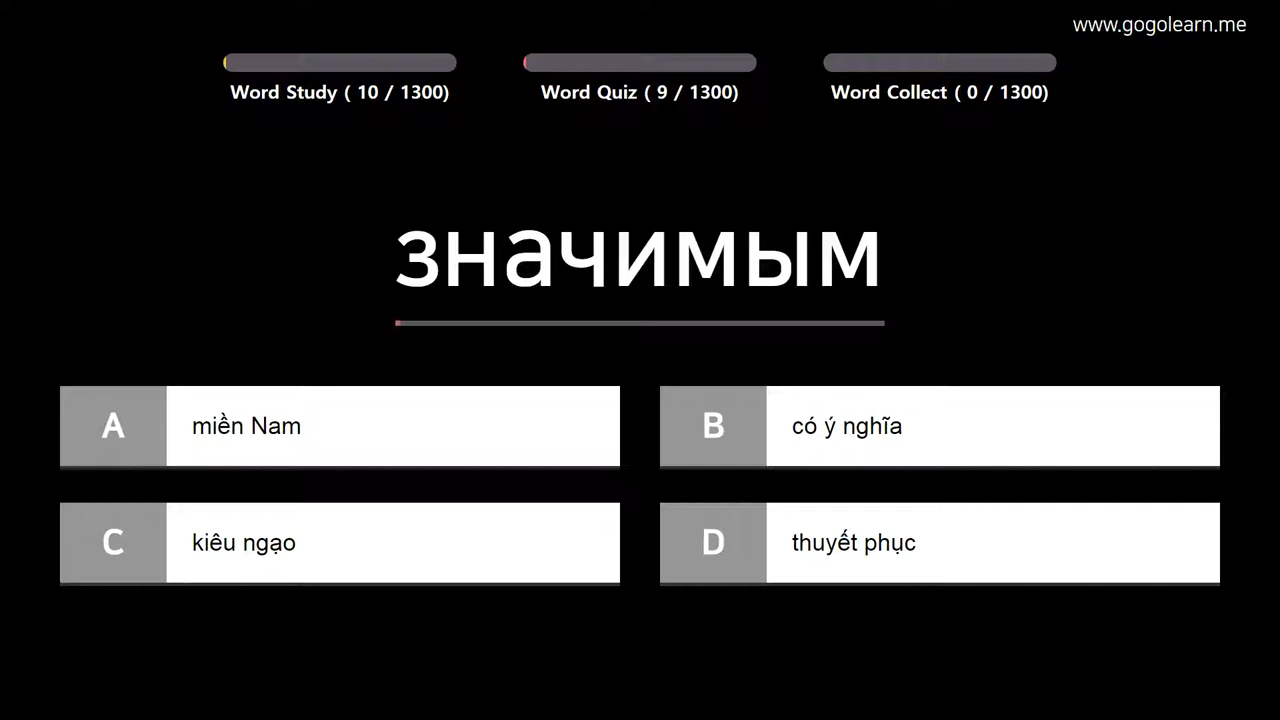 www.gogolearn.me
Word Study ( 10 / 1300) Word Quiz ( 9 / 1300) Word Collect ( 0 / 1300)
значимым
A miền Nam
B có ý nghĩa
C kiêu ngạo
D thuyết phục